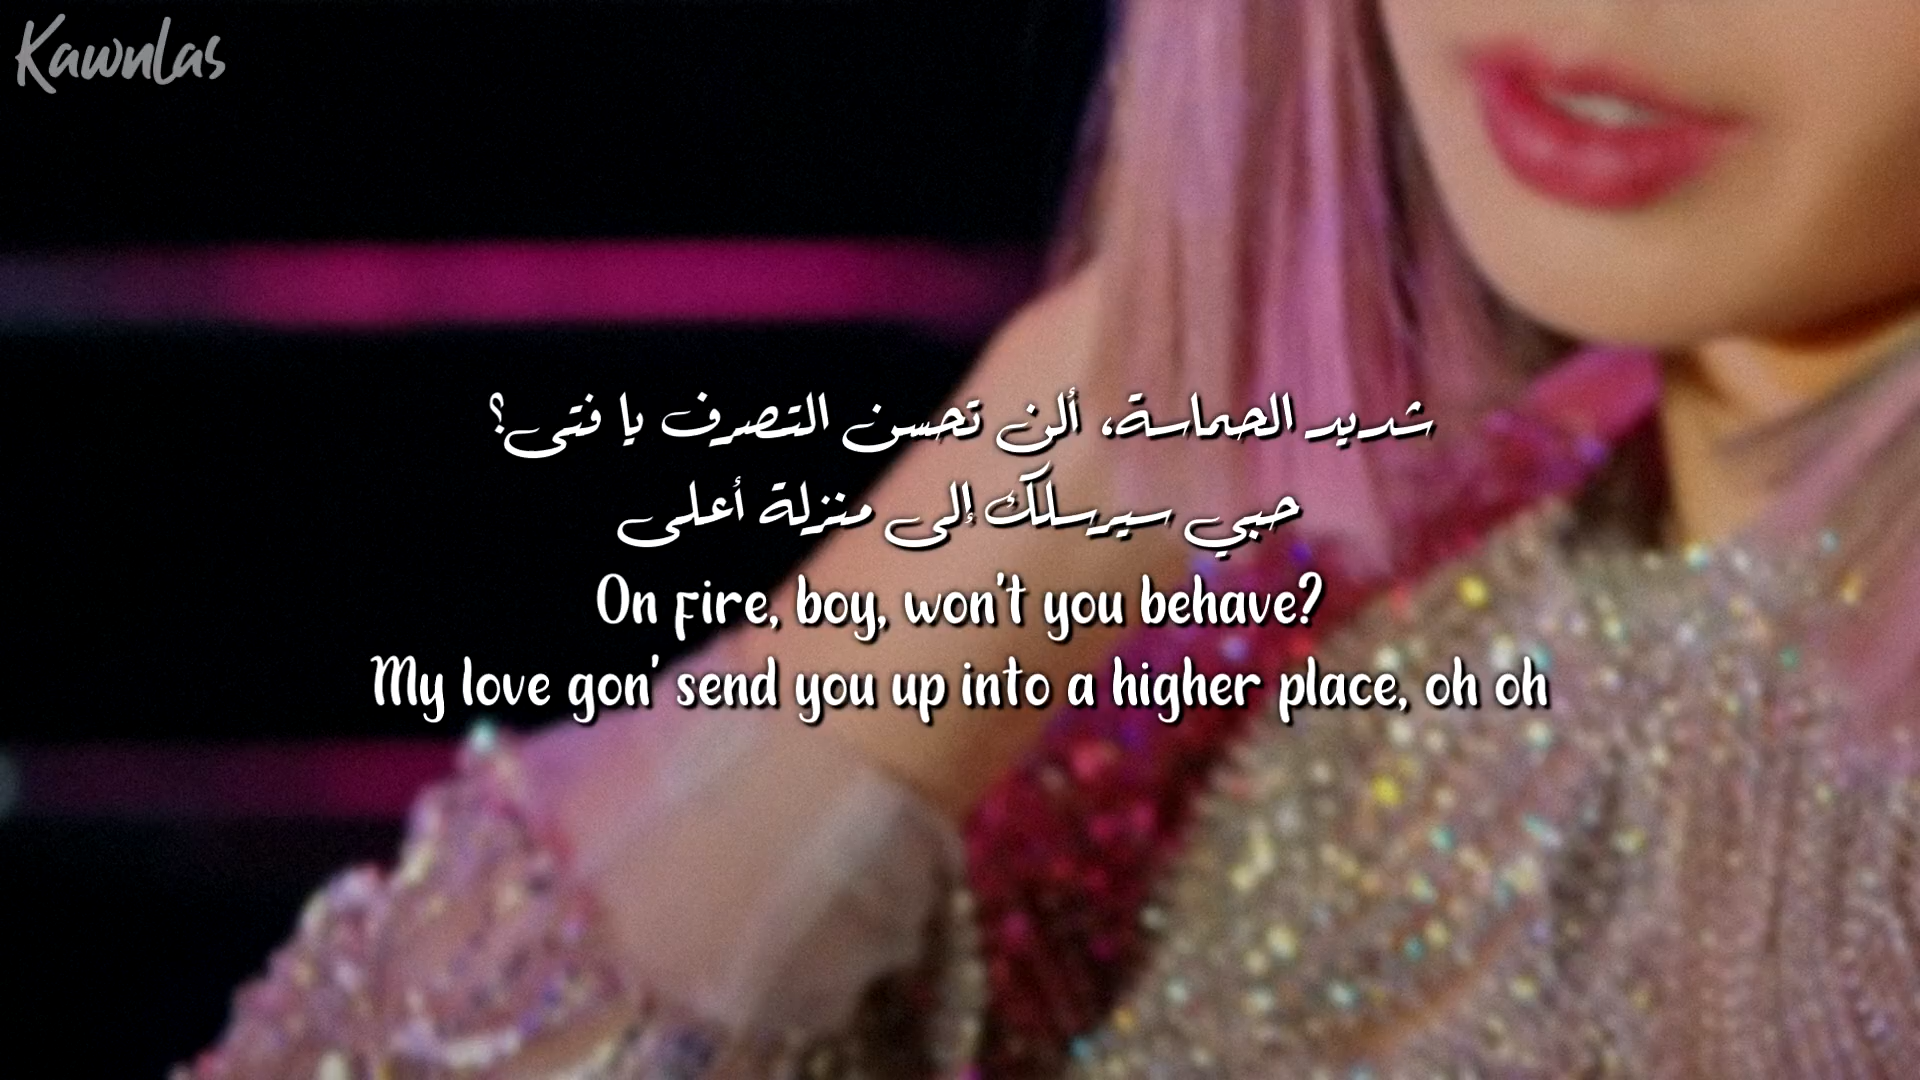 Kawnlas
شديد الحماسة، ألن تحسن التصرف يا فتى؟
حبي سيرسلك إلى منزلة أعلى
On fire, boy, won't you behave?
My love gon' send you up into a higher place, oh oh